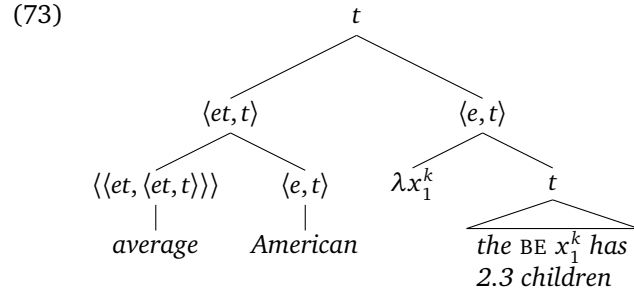 (73)
t
⟨et, t⟩ ⟨e, t⟩
⟨⟨et, ⟨et, t⟩⟩⟩ ⟨e, t⟩ λx₁ᵏ t
average American the BE x₁ᵏ has
2.3 children